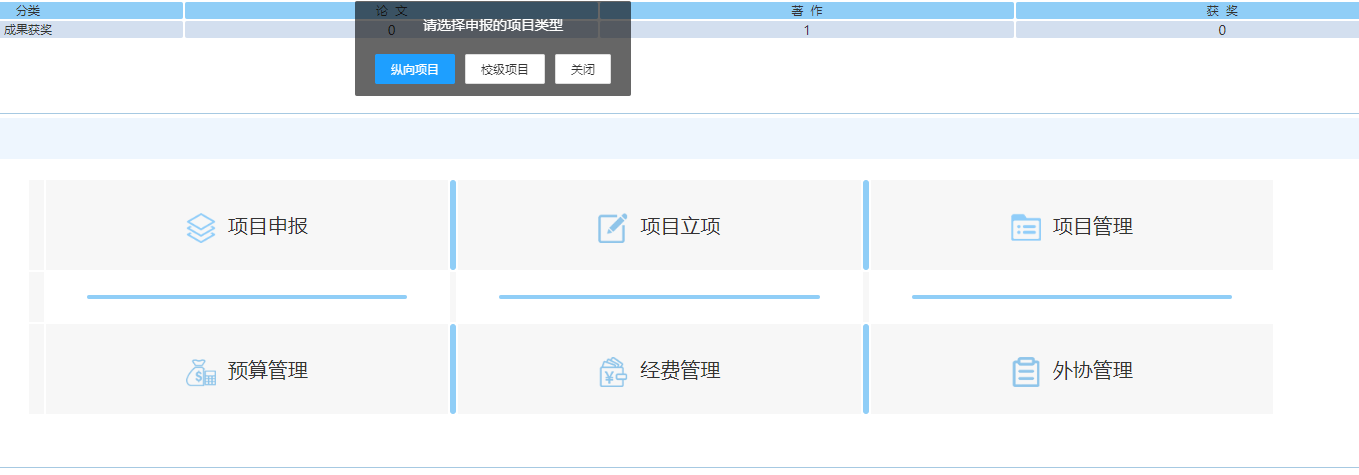 分类 论 文 著 作 获 奖
成果获奖 0 1 0
请选择申报的项目类型
纵向项目 校级项目 关闭
项目申报 项目立项 项目管理
预算管理 经费管理 外协管理